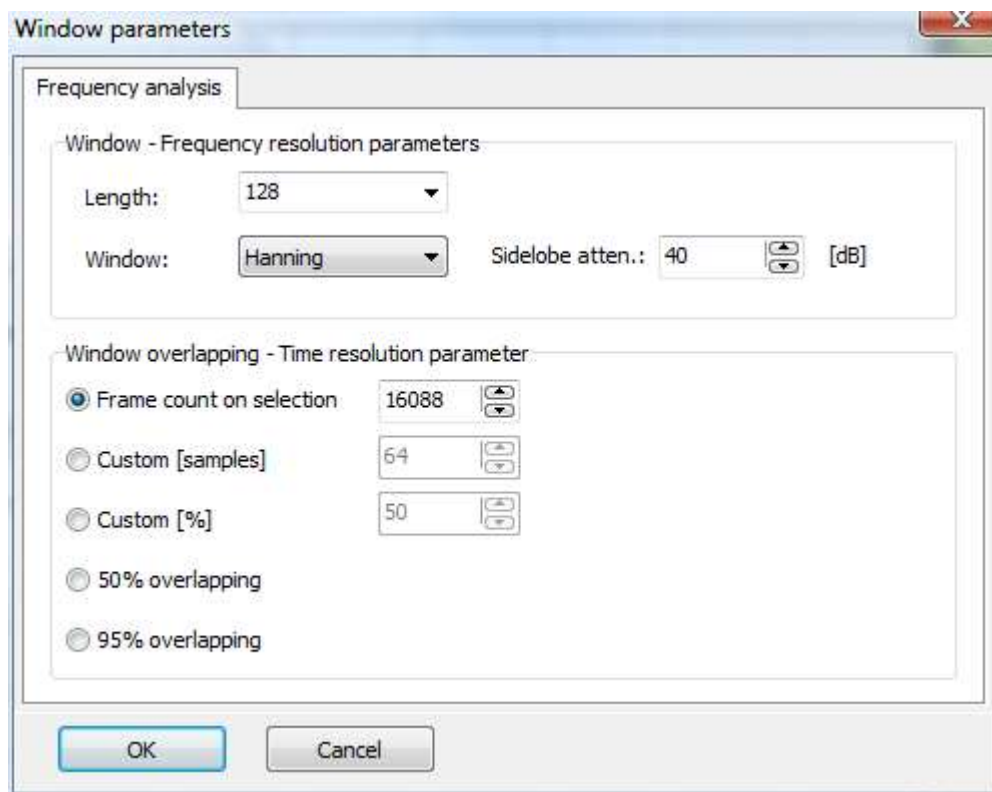 Window parameters
Frequency analysis
Window - Frequency resolution parameters
Length: 128
Window: Hanning Sidelobe atten.: 40 [dB]
Window overlapping - Time resolution parameter
Frame count on selection 16088
Custom [samples] 64
Custom [%] 50
50% overlapping
95% overlapping
OK Cancel